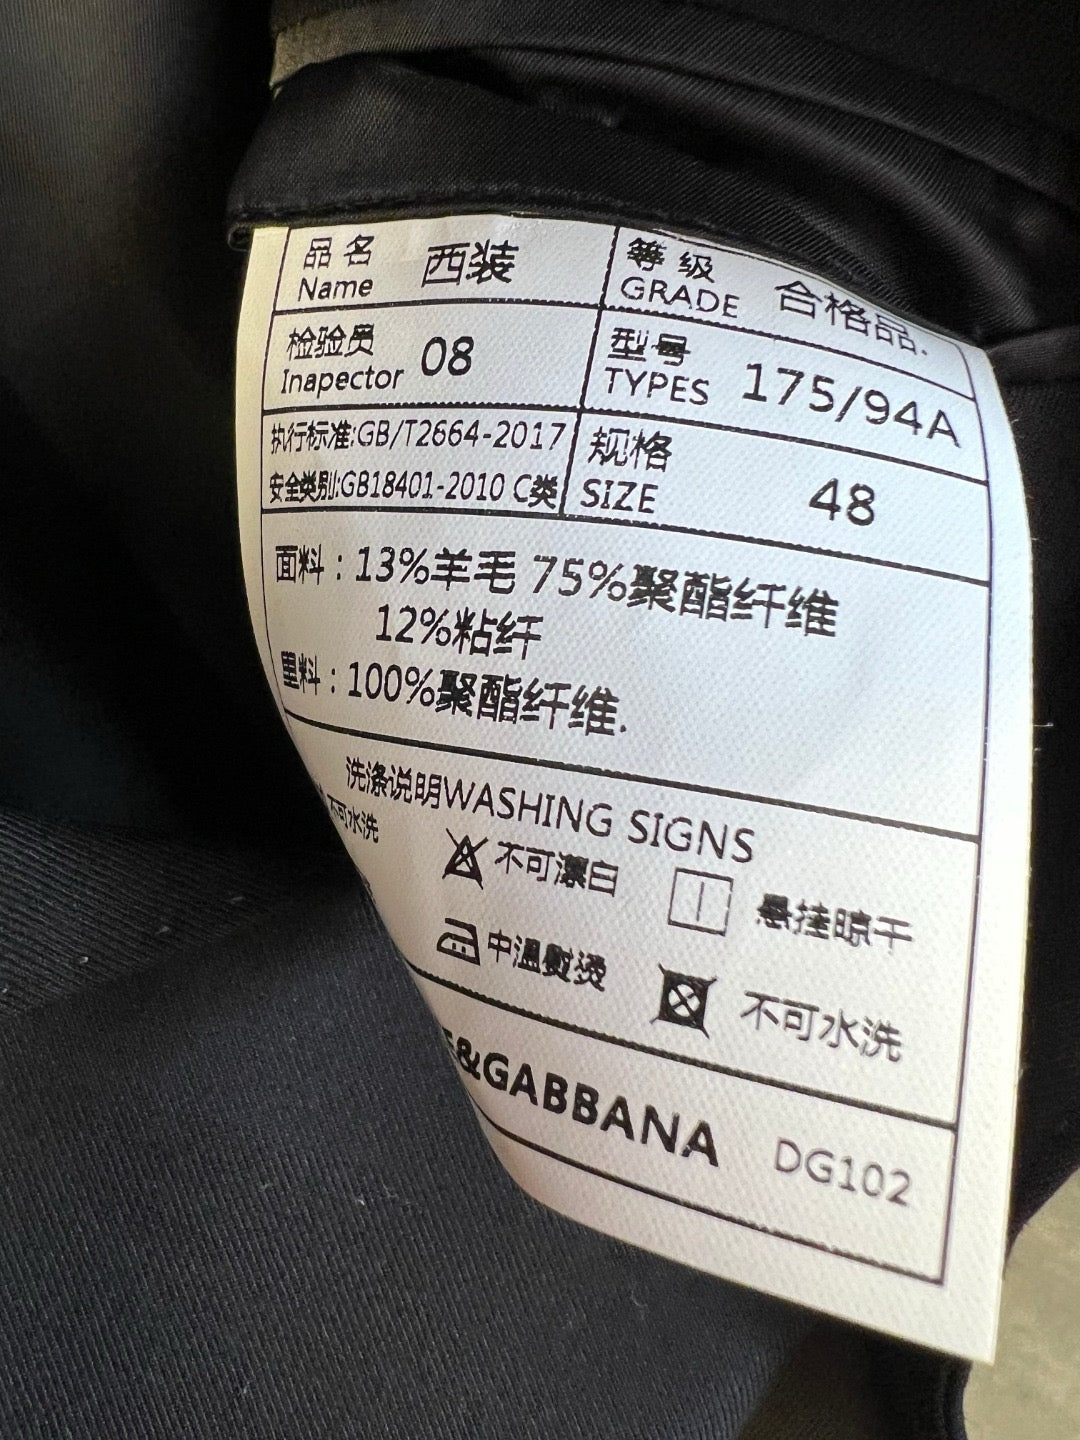 品名 西装 等级 合格品.
Name GRADE
检验员 08 型号 175/94A
Inapector TYPES
执行标准:GB/T2664-2017 规格
安全类别:GB18401-2010 C类 SIZE 48
面料：13%羊毛 75%聚酯纤维
12%粘纤
里料：100%聚酯纤维.
洗涤说明WASHING SIGNS
不可水洗 不可漂白 悬挂晾干
中温熨烫 不可水洗
&GABBANA DG102